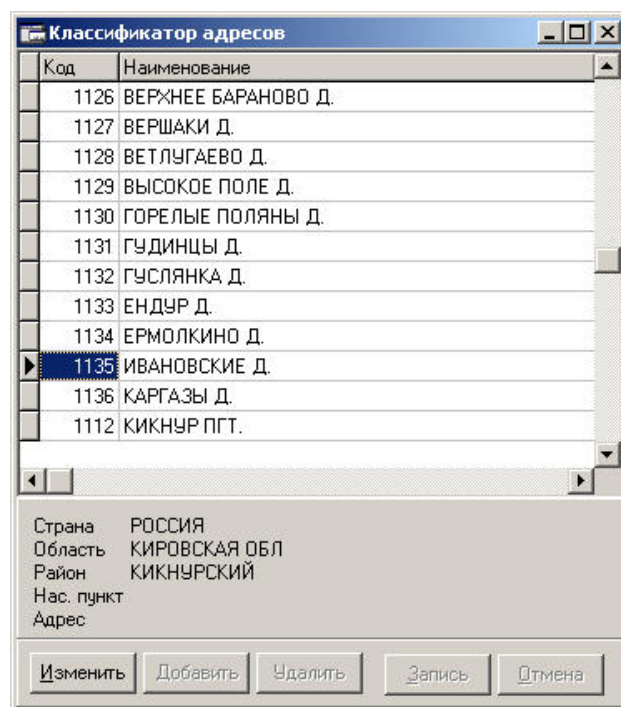 Классификатор адресов
Код Наименование
1126 ВЕРХНЕЕ БАРАНОВО Д.
1127 ВЕРШАКИ Д.
1128 ВЕТЛУГАЕВО Д.
1129 ВЫСОКОЕ ПОЛЕ Д.
1130 ГОРЕЛЫЕ ПОЛЯНЫ Д.
1131 ГУДИНЦЫ Д.
1132 ГУСЛЯНКА Д.
1133 ЕНДУР Д.
1134 ЕРМОЛКИНО Д.
1135 ИВАНОВСКИЕ Д.
1136 КАРГАЗЫ Д.
1112 КИКНУР ПГТ.
Страна РОССИЯ
Область КИРОВСКАЯ ОБЛ
Район КИКНУРСКИЙ
Нас. пункт
Адрес
Изменить Добавить Удалить Запись Отмена